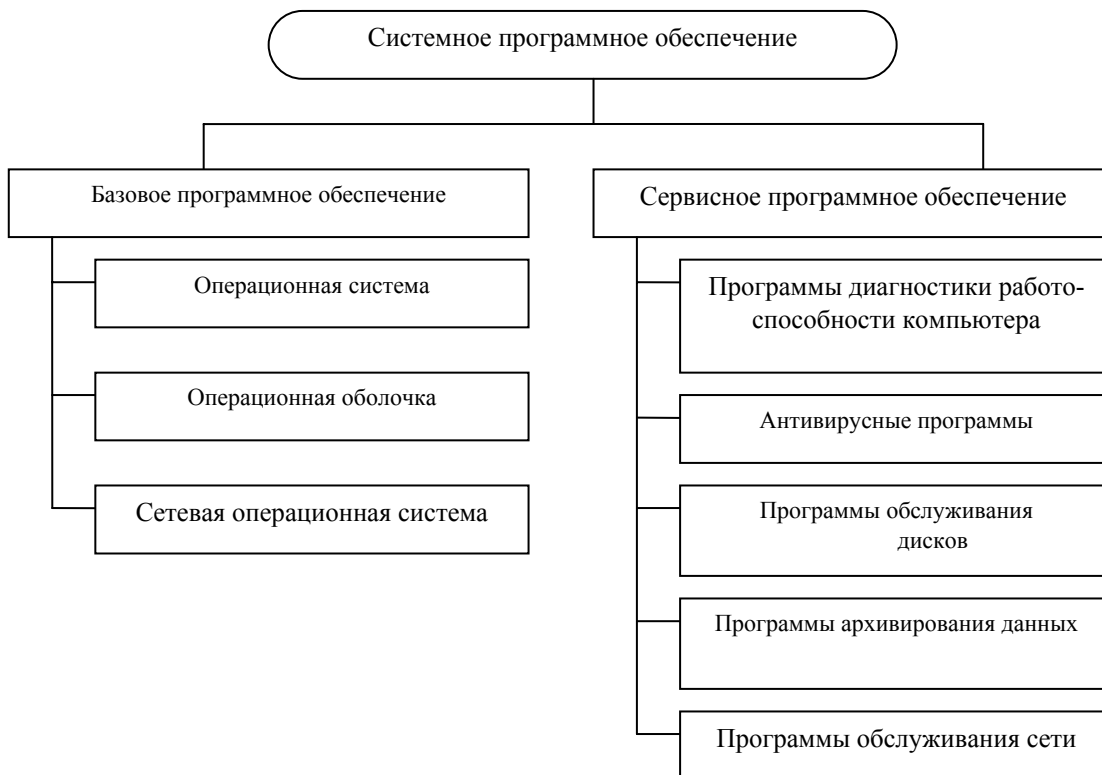 Системное программное обеспечение
Базовое программное обеспечение
Операционная система
Операционная оболочка
Сетевая операционная система
Сервисное программное обеспечение
Программы диагностики работо-
способности компьютера
Антивирусные программы
Программы обслуживания
дисков
Программы архивирования данных
Программы обслуживания сети